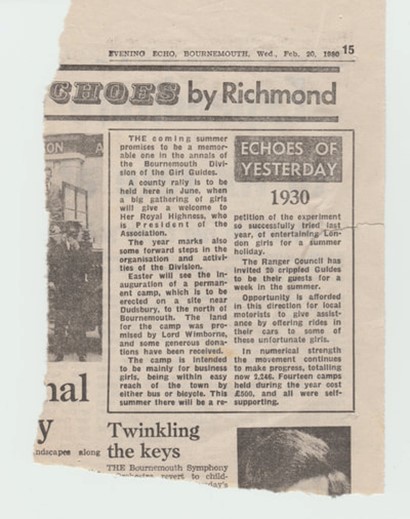 EVENING ECHO, BOURNEMOUTH, Wed., Feb. 20, 1980 15
ECHOES by Richmond
ON A
THE coming summer
promises to be a memor-
able one in the annals of
the Bournemouth Divi-
sion of the Girl Guides.
A county rally is to be
held here in June, when
a big gathering of girls
will give a welcome to
Her Royal Highness, who
is President of the
Association.
The year marks also
some forward steps in the
organisation and activi-
ties of the Division.
Easter will see the in-
auguration of a perman-
ent camp, which is to be
erected on a site near
Dudsbury, to the north of
Bournemouth. The land
for the camp was pro-
mised by Lord Wimborne,
and some generous dona-
tions have been received.
The camp is intended
to be mainly for business
girls, being within easy
reach of the town by
either bus or bicycle. This
summer there will be a re-
ECHOES OF
YESTERDAY
1930
petition of the experiment
so successfully tried last
year, of entertaining Lon-
don girls for a summer
holiday.
The Ranger Council has
invited 20 crippled Guides
to be their guests for a
week in the summer.
Opportunity is afforded
in this direction for local
motorists to give assist-
ance by offering rides in
their cars to some of
these unfortunate girls.
In numerical strength
the movement continues
to make progress, totalling
now 2,246. Fourteen camps
held during the year cost
£500, and all were self-
supporting.
nal
y
ndscapes along
Twinkling
the keys
THE Bournemouth Symphony
Orchestra revert to child-